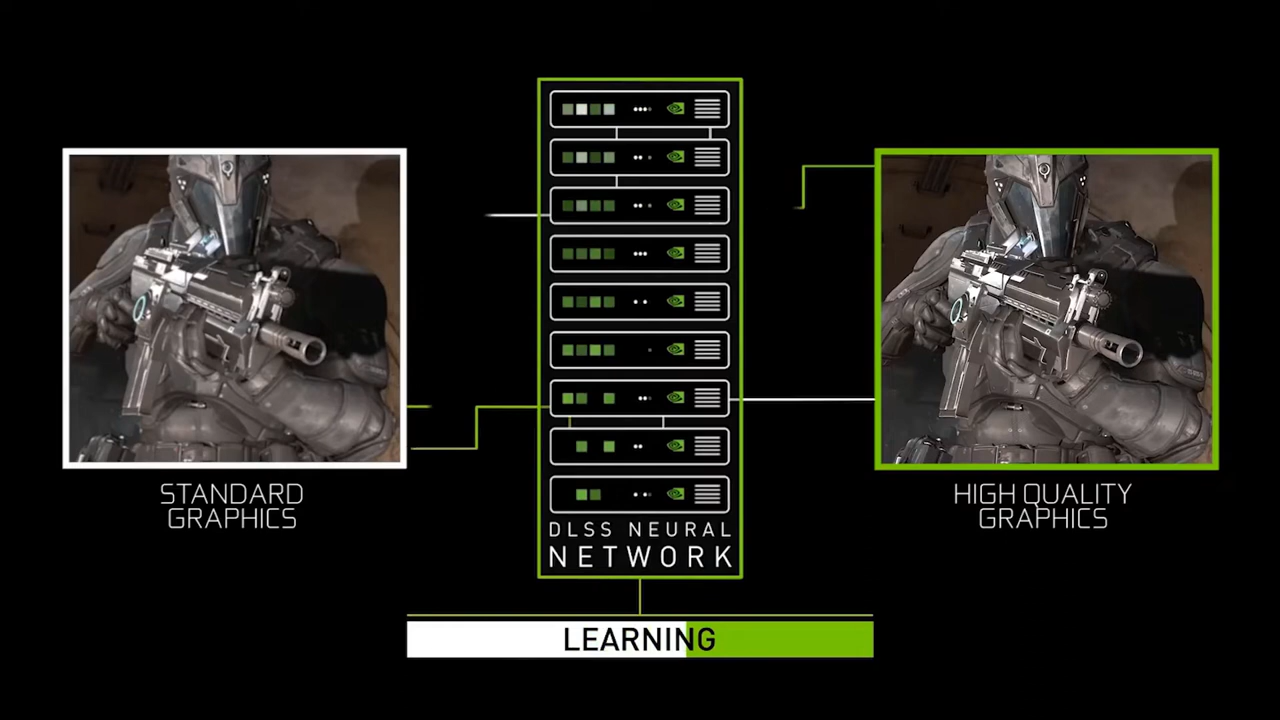 STANDARD
GRAPHICS
DLSS NEURAL
NETWORK
HIGH QUALITY
GRAPHICS
LEARNING